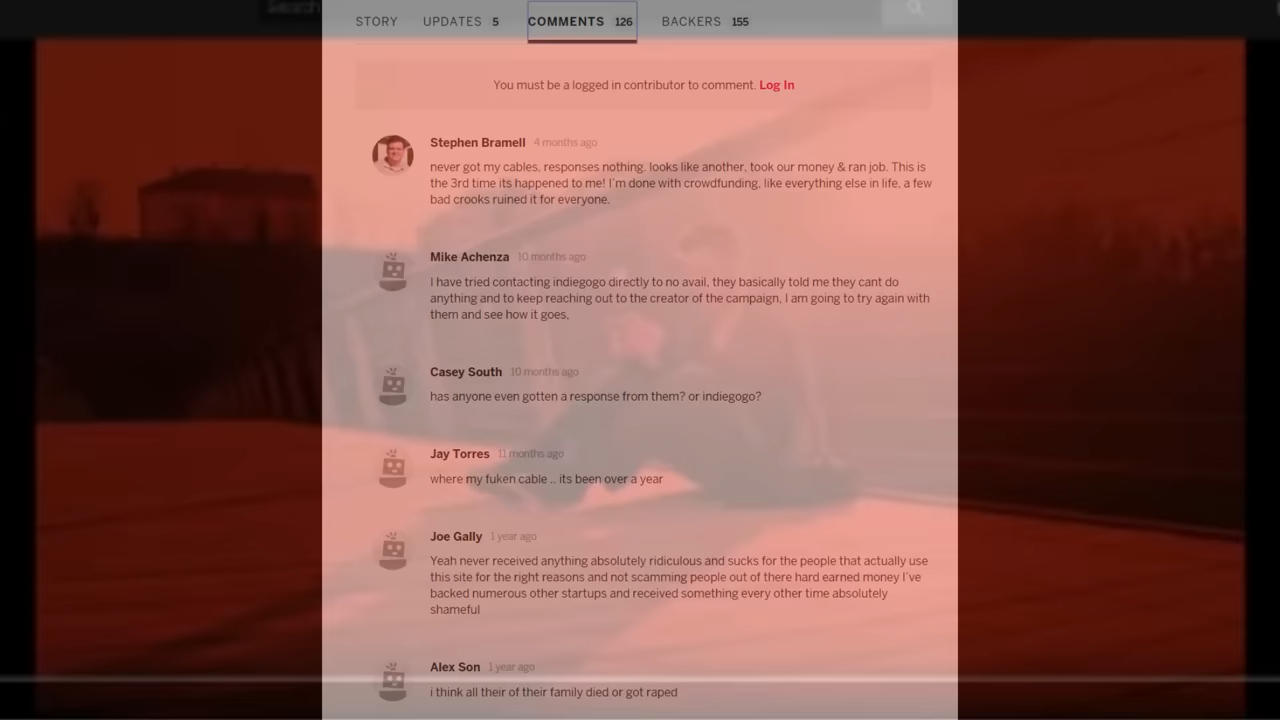 Search
STORY UPDATES 5 COMMENTS 126 BACKERS 155
You must be a logged in contributor to comment. Log In
Stephen Bramell 4 months ago
never got my cables, responses nothing. looks like another, took our money & ran job. This is
the 3rd time its happened to me! I'm done with crowdfunding, like everything else in life, a few
bad crooks ruined it for everyone.
Mike Achenza 10 months ago
I have tried contacting indiegogo directly to no avail, they basically told me they cant do
anything and to keep reaching out to the creator of the campaign, I am going to try again with
them and see how it goes,
Casey South 10 months ago
has anyone even gotten a response from them? or indiegogo?
Jay Torres 11 months ago
where my fuken cable .. its been over a year
Joe Gally 1 year ago
Yeah never received anything absolutely ridiculous and sucks for the people that actually use
this site for the right reasons and not scamming people out of there hard earned money I've
backed numerous other startups and received something every other time absolutely
shameful
Alex Son 1 year ago
i think all their of their family died or got raped